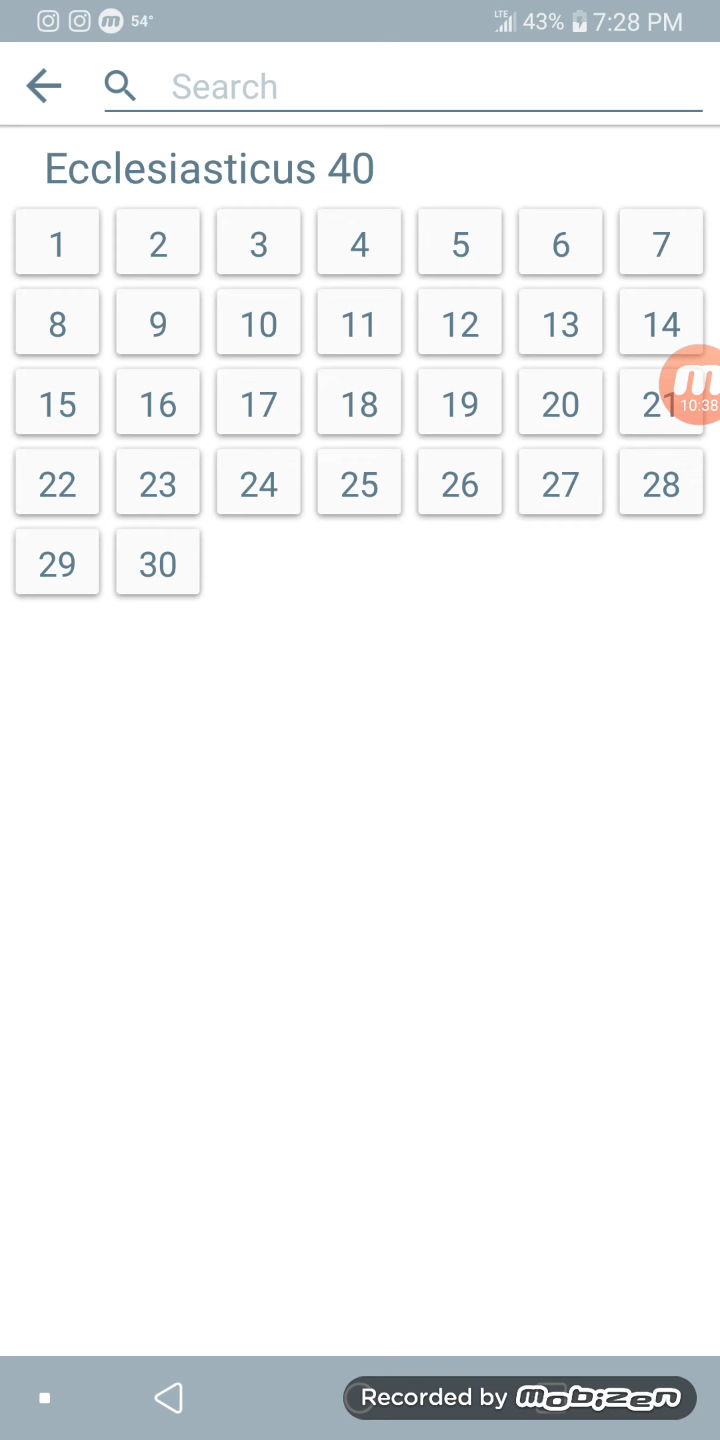 54°
LTE 43% 7:28 PM
Search
Ecclesiasticus 40
1 2 3 4 5 6 7
8 9 10 11 12 13 14
15 16 17 18 19 20 21
10:38
22 23 24 25 26 27 28
29 30
Recorded by mobizen